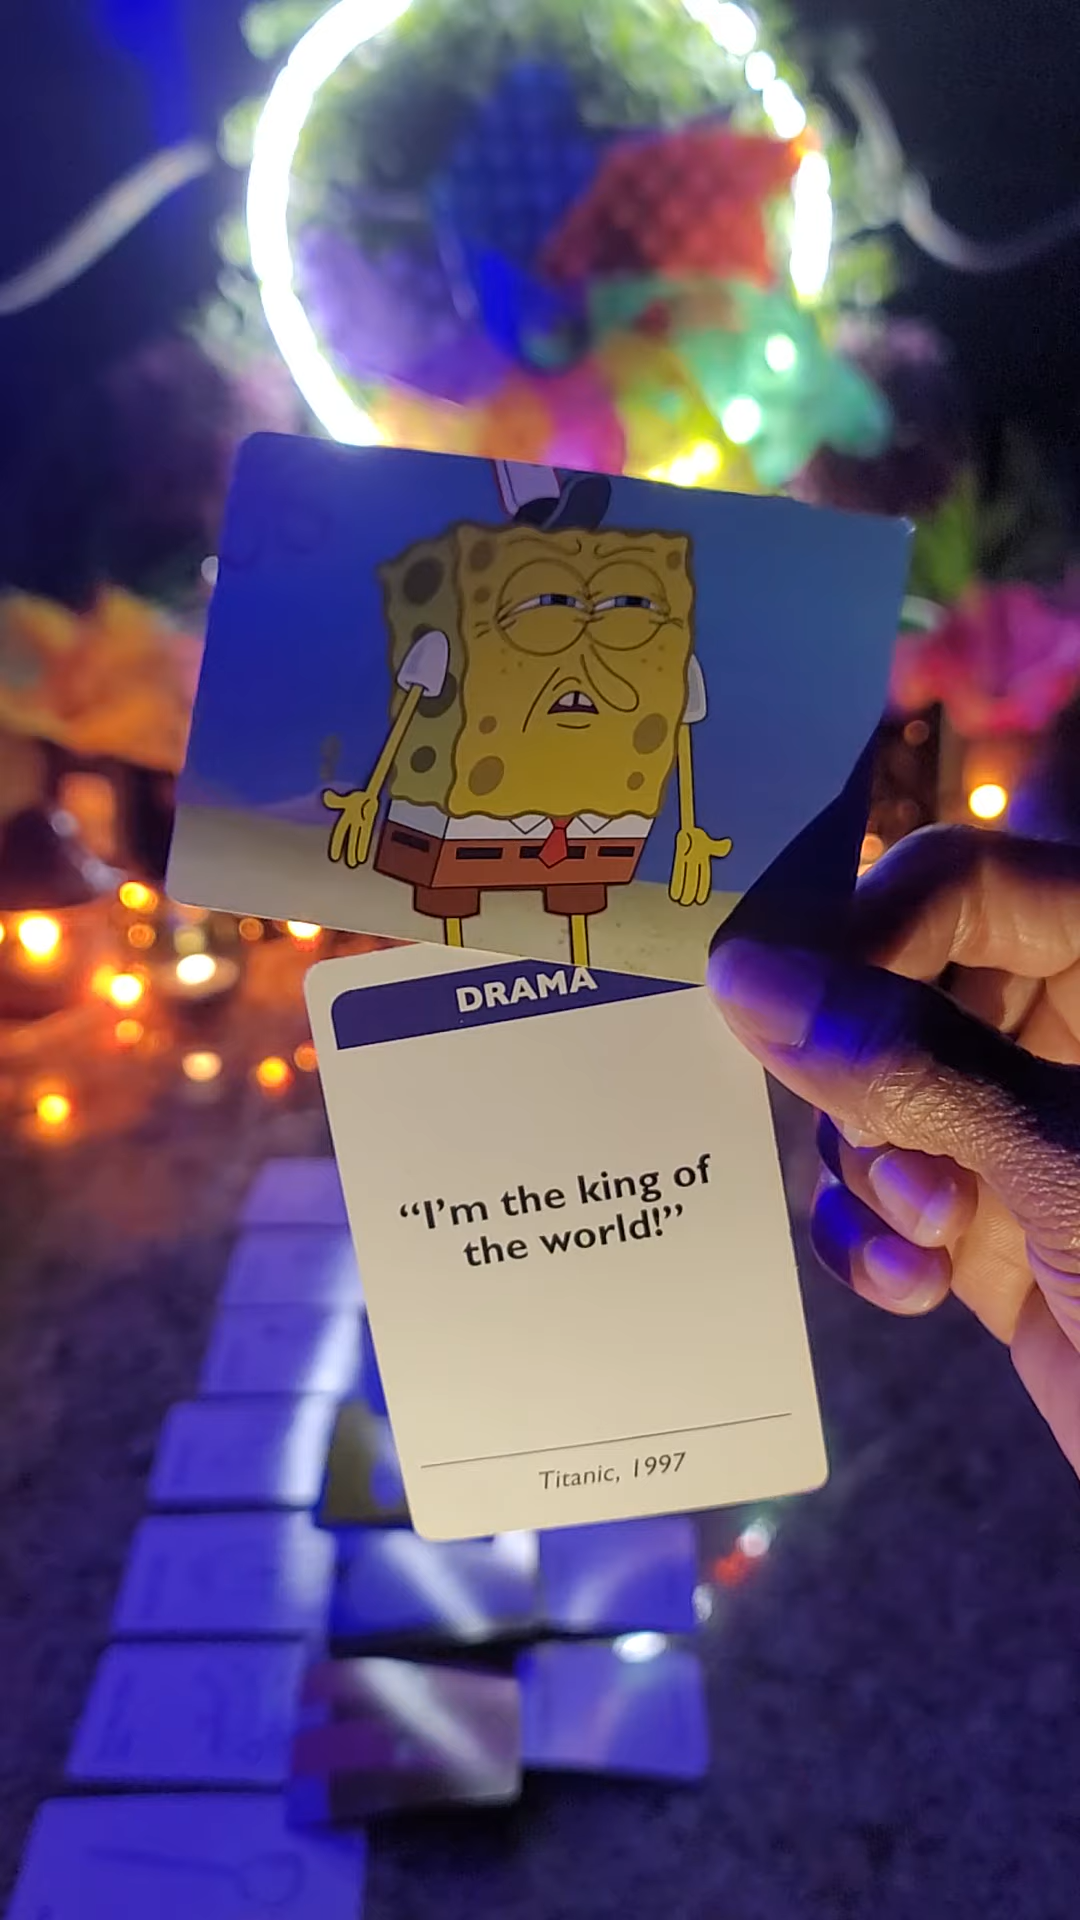 DRAMA
“I’m the king of
the world!”
Titanic, 1997